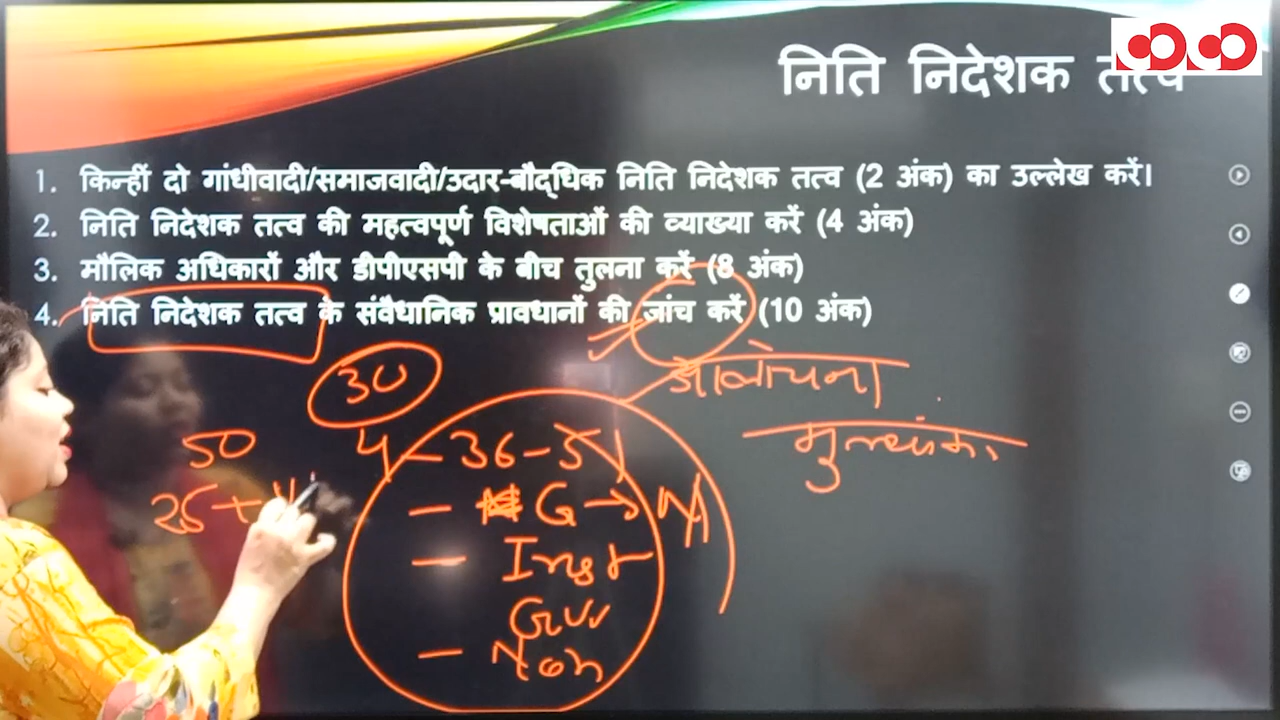 निति निदेशक तत्व
1. किन्हीं दो गांधीवादी/समाजवादी/उदार-बौद्धिक निति निदेशक तत्व (2 अंक) का उल्लेख करें।
2. निति निदेशक तत्व की महत्वपूर्ण विशेषताओं की व्याख्या करें (4 अंक)
3. मौलिक अधिकारों और डीपीएसपी के बीच तुलना करें (8 अंक)
4. निति निदेशक तत्व के संवैधानिक प्रावधानों की जांच करें (10 अंक)
30 आलोचना
50 4 - 36-51
25 +
- G →
- Inst
- Non